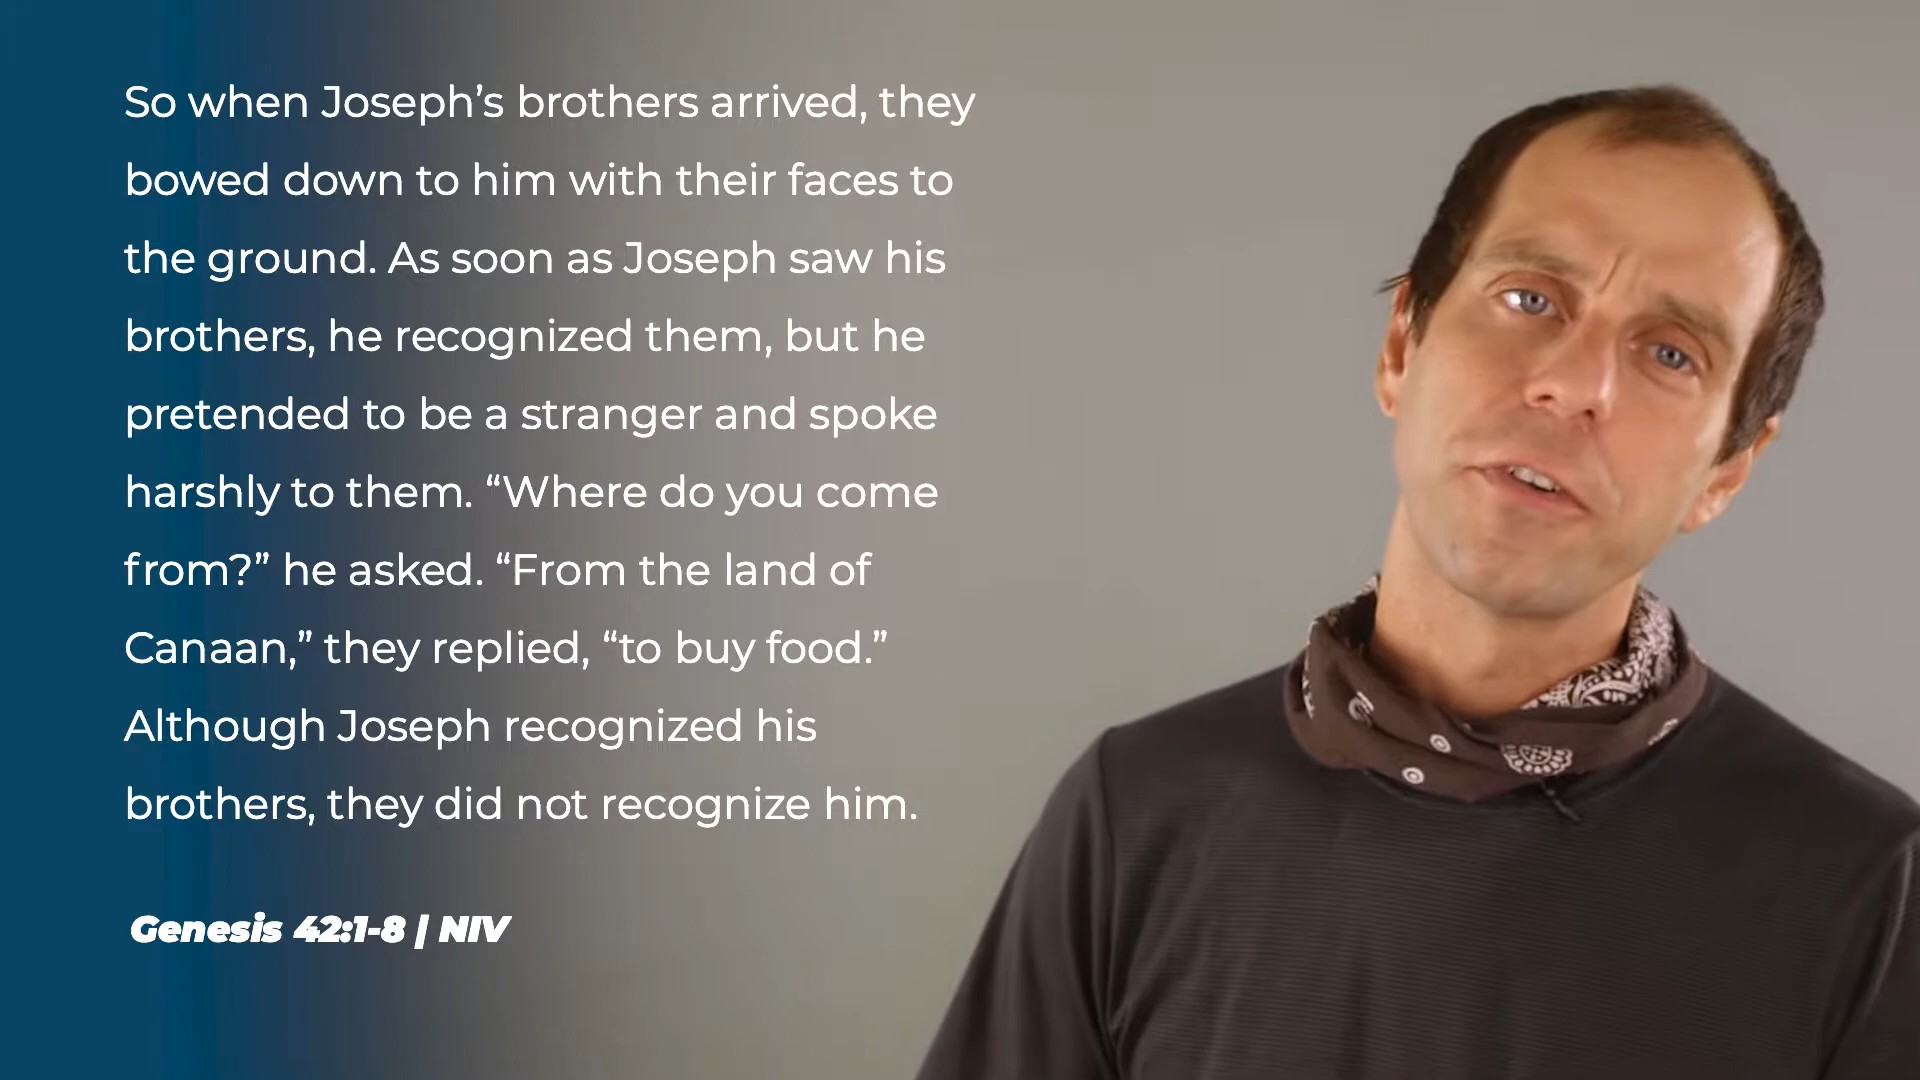 So when Joseph’s brothers arrived, they
bowed down to him with their faces to
the ground. As soon as Joseph saw his
brothers, he recognized them, but he
pretended to be a stranger and spoke
harshly to them. “Where do you come
from?” he asked. “From the land of
Canaan,” they replied, “to buy food.”
Although Joseph recognized his
brothers, they did not recognize him.
Genesis 42:1-8 | NIV